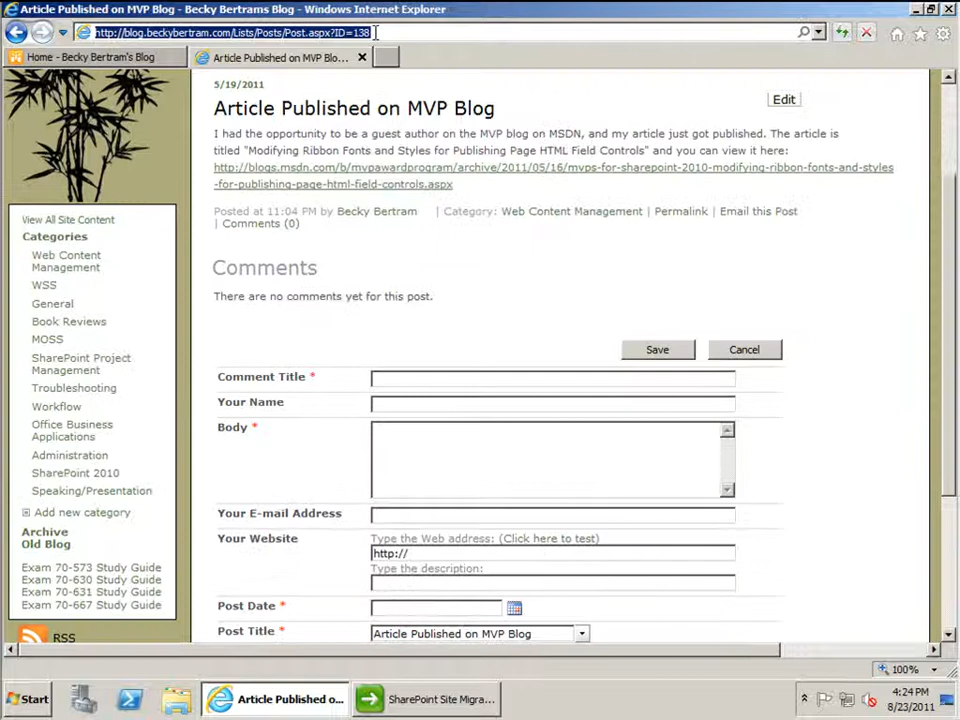 Article Published on MVP Blog - Becky Bertrams Blog - Windows Internet Explorer
http://blog.beckybertram.com/Lists/Posts/Post.aspx?ID=138
Home - Becky Bertram's Blog
Article Published on MVP Blo...
5/19/2011
Article Published on MVP Blog
Edit
I had the opportunity to be a guest author on the MVP blog on MSDN, and my article just got published. The article is
titled "Modifying Ribbon Fonts and Styles for Publishing Page HTML Field Controls" and you can view it here:
http://blogs.msdn.com/b/mvpawardprogram/archive/2011/05/16/mvps-for-sharepoint-2010-modifying-ribbon-fonts-and-styles
-for-publishing-page-html-field-controls.aspx
Posted at 11:04 PM by Becky Bertram | Category: Web Content Management | Permalink | Email this Post
| Comments (0)
Comments
There are no comments yet for this post.
Save Cancel
Comment Title *
Your Name
Body *
Your E-mail Address
Your Website
Type the Web address: (Click here to test)
http://
Type the description:
Post Date *
Post Title *
Article Published on MVP Blog
View All Site Content
Categories
Web Content
Management
WSS
General
Book Reviews
MOSS
SharePoint Project
Management
Troubleshooting
Workflow
Office Business
Applications
Administration
SharePoint 2010
Speaking/Presentation
Add new category
Archive
Old Blog
Exam 70-573 Study Guide
Exam 70-630 Study Guide
Exam 70-631 Study Guide
Exam 70-667 Study Guide
RSS
100%
Start
Article Published o...
SharePoint Site Migra...
4:24 PM
8/23/2011